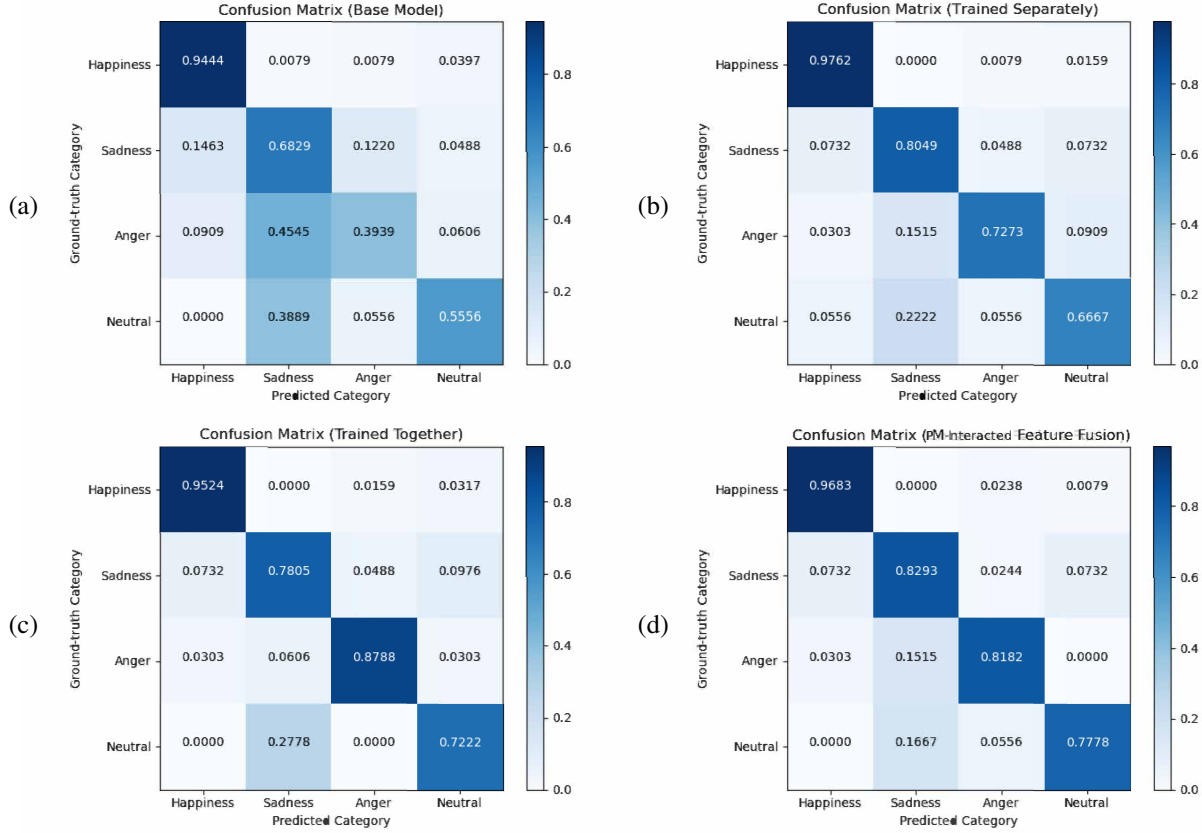 Confusion Matrix (Base Model)
Ground-truth Category
(a)
0.8
0.6
0.4
0.2
0.0
Happiness 0.9444 0.0079 0.0079 0.0397
Sadness 0.1463 0.6829 0.1220 0.0488
Anger 0.0909 0.4545 0.3939 0.0606
Neutral 0.0000 0.3889 0.0556 0.5556
Happiness Sadness Anger Neutral
Predicted Category
Confusion Matrix (Trained Separately)
Ground-truth Category
(b)
0.8
0.6
0.4
0.2
0.0
Happiness 0.9762 0.0000 0.0079 0.0159
Sadness 0.0732 0.8049 0.0488 0.0732
Anger 0.0303 0.1515 0.7273 0.0909
Neutral 0.0556 0.2222 0.0556 0.6667
Happiness Sadness Anger Neutral
Predicted Category
Confusion Matrix (Trained Together)
Ground-truth Category
(c)
0.8
0.6
0.4
0.2
0.0
Happiness 0.9524 0.0000 0.0159 0.0317
Sadness 0.0732 0.7805 0.0488 0.0976
Anger 0.0303 0.0606 0.8788 0.0303
Neutral 0.0000 0.2778 0.0000 0.7222
Happiness Sadness Anger Neutral
Predicted Category
Confusion Matrix (PM-Interacted Feature Fusion)
Ground-truth Category
(d)
0.8
0.6
0.4
0.2
0.0
Happiness 0.9683 0.0000 0.0238 0.0079
Sadness 0.0732 0.8293 0.0244 0.0732
Anger 0.0303 0.1515 0.8182 0.0000
Neutral 0.0000 0.1667 0.0556 0.7778
Happiness Sadness Anger Neutral
Predicted Category